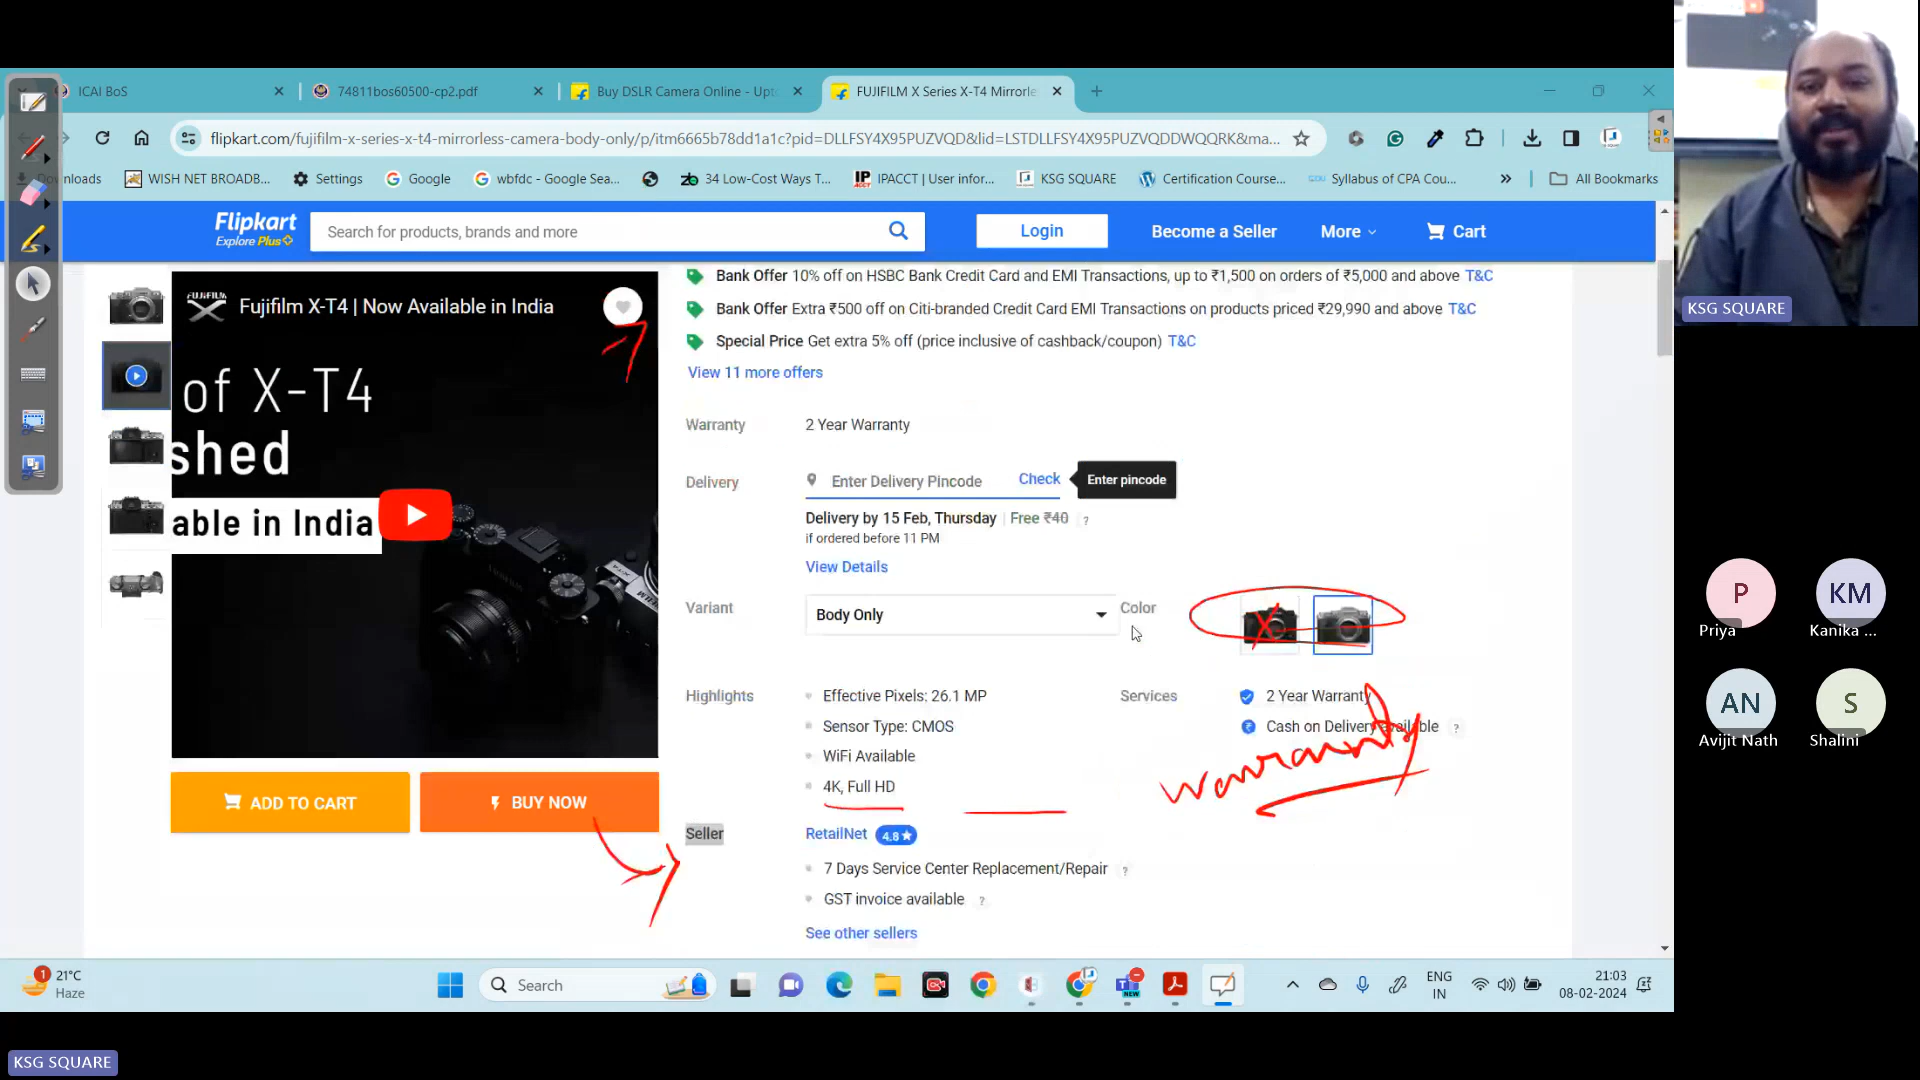 ICAI BoS
74811bos60500-cp2.pdf
Buy DSLR Camera Online - Upt
FUJIFILM X Series X-T4 Mirrorle
flipkart.com/fujifilm-x-series-x-t4-mirrorless-camera-body-only/p/itm6665b78dd1a1c?pid=DLLFSY4X95PUZVQD&lid=LSTDLLFSY4X95PUZVQDDWQQRK&ma...
WISH NET BROADB...
Settings
Google
wbfdc - Google Sea...
34 Low-Cost Ways T...
IPACCT | User infor...
KSG SQUARE
Certification Course...
Syllabus of CPA Cou...
All Bookmarks
Flipkart
Explore Plus
Search for products, brands and more
Login
Become a Seller
More
Cart
FUJIFILM
Fujifilm X-T4 | Now Available in India
of X-T4
shed
able in India
ADD TO CART
BUY NOW
Bank Offer 10% off on HSBC Bank Credit Card and EMI Transactions, up to ₹1,500 on orders of ₹5,000 and above T&C
Bank Offer Extra ₹500 off on Citi-branded Credit Card EMI Transactions on products priced ₹29,990 and above T&C
Special Price Get extra 5% off (price inclusive of cashback/coupon) T&C
View 11 more offers
Warranty
2 Year Warranty
Delivery
Enter Delivery Pincode
Check
Enter pincode
Delivery by 15 Feb, Thursday | Free ₹40 ?
if ordered before 11 PM
View Details
Variant
Body Only
Color
X
Highlights
Effective Pixels: 26.1 MP
Sensor Type: CMOS
WiFi Available
4K, Full HD
Services
2 Year Warranty
Cash on Delivery available ?
warranty
Seller
RetailNet 4.8★
7 Days Service Center Replacement/Repair ?
GST invoice available ?
See other sellers
1
21°C
Haze
Search
NEW
ENG
IN
21:03
08-02-2024
KSG SQUARE
KSG SQUARE
P
Priya
KM
Kanika ...
AN
Avijit Nath
S
Shalini